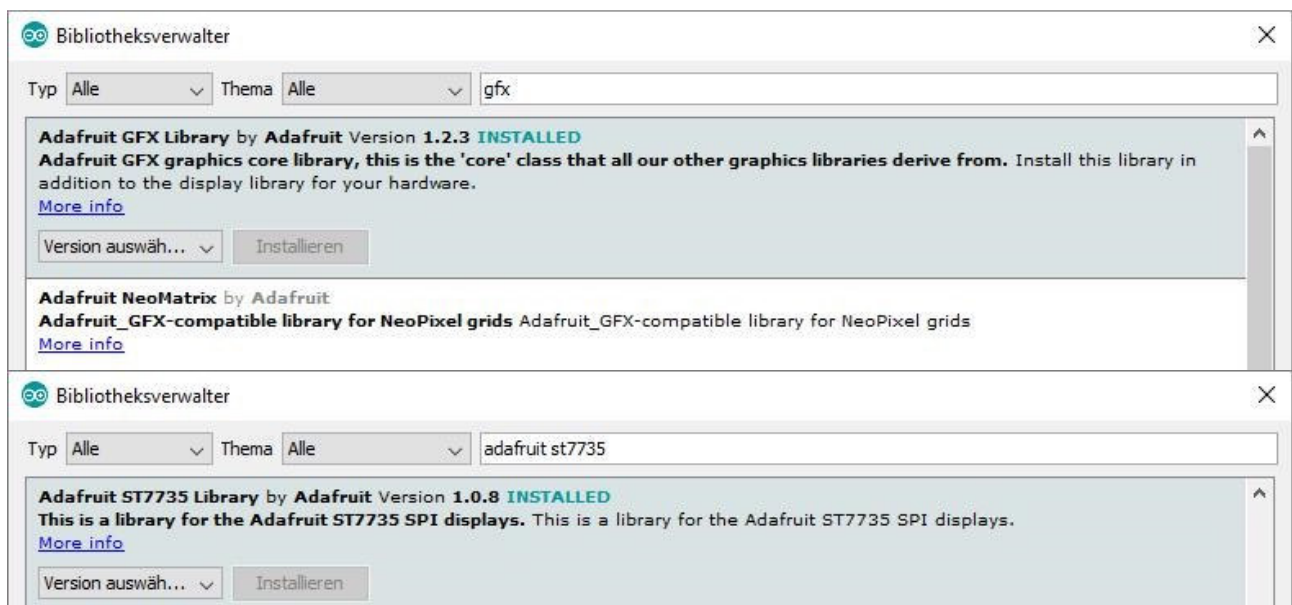 Bibliotheksverwalter
Typ Alle Thema Alle gfx
Adafruit GFX Library by Adafruit Version 1.2.3 INSTALLED
Adafruit GFX graphics core library, this is the 'core' class that all our other graphics libraries derive from. Install this library in
addition to the display library for your hardware.
More info
Version auswäh... Installieren
Adafruit NeoMatrix by Adafruit
Adafruit_GFX-compatible library for NeoPixel grids Adafruit_GFX-compatible library for NeoPixel grids
More info
Bibliotheksverwalter
Typ Alle Thema Alle adafruit st7735
Adafruit ST7735 Library by Adafruit Version 1.0.8 INSTALLED
This is a library for the Adafruit ST7735 SPI displays. This is a library for the Adafruit ST7735 SPI displays.
More info
Version auswäh... Installieren